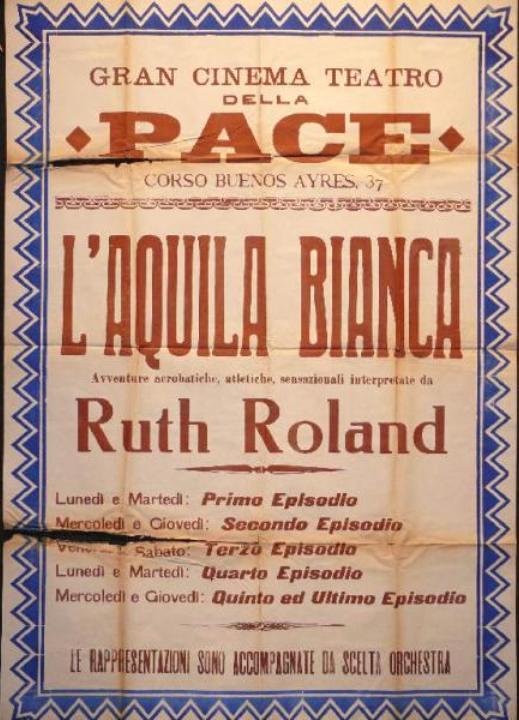 GRAN CINEMA TEATRO
DELLA
PACE
CORSO BUENOS AYRES, 37
L'AQUILA BIANCA
Avventure acrobatiche, atletiche, sensazionali interpretate da
Ruth Roland
Lunedì e Martedì: Primo Episodio
Mercoledì e Giovedì: Secondo Episodio
Venerdì e Sabato: Terzo Episodio
Lunedì e Martedì: Quarto Episodio
Mercoledì e Giovedì: Quinto ed Ultimo Episodio
LE RAPPRESENTAZIONI SONO ACCOMPAGNATE DA SCELTA ORCHESTRA